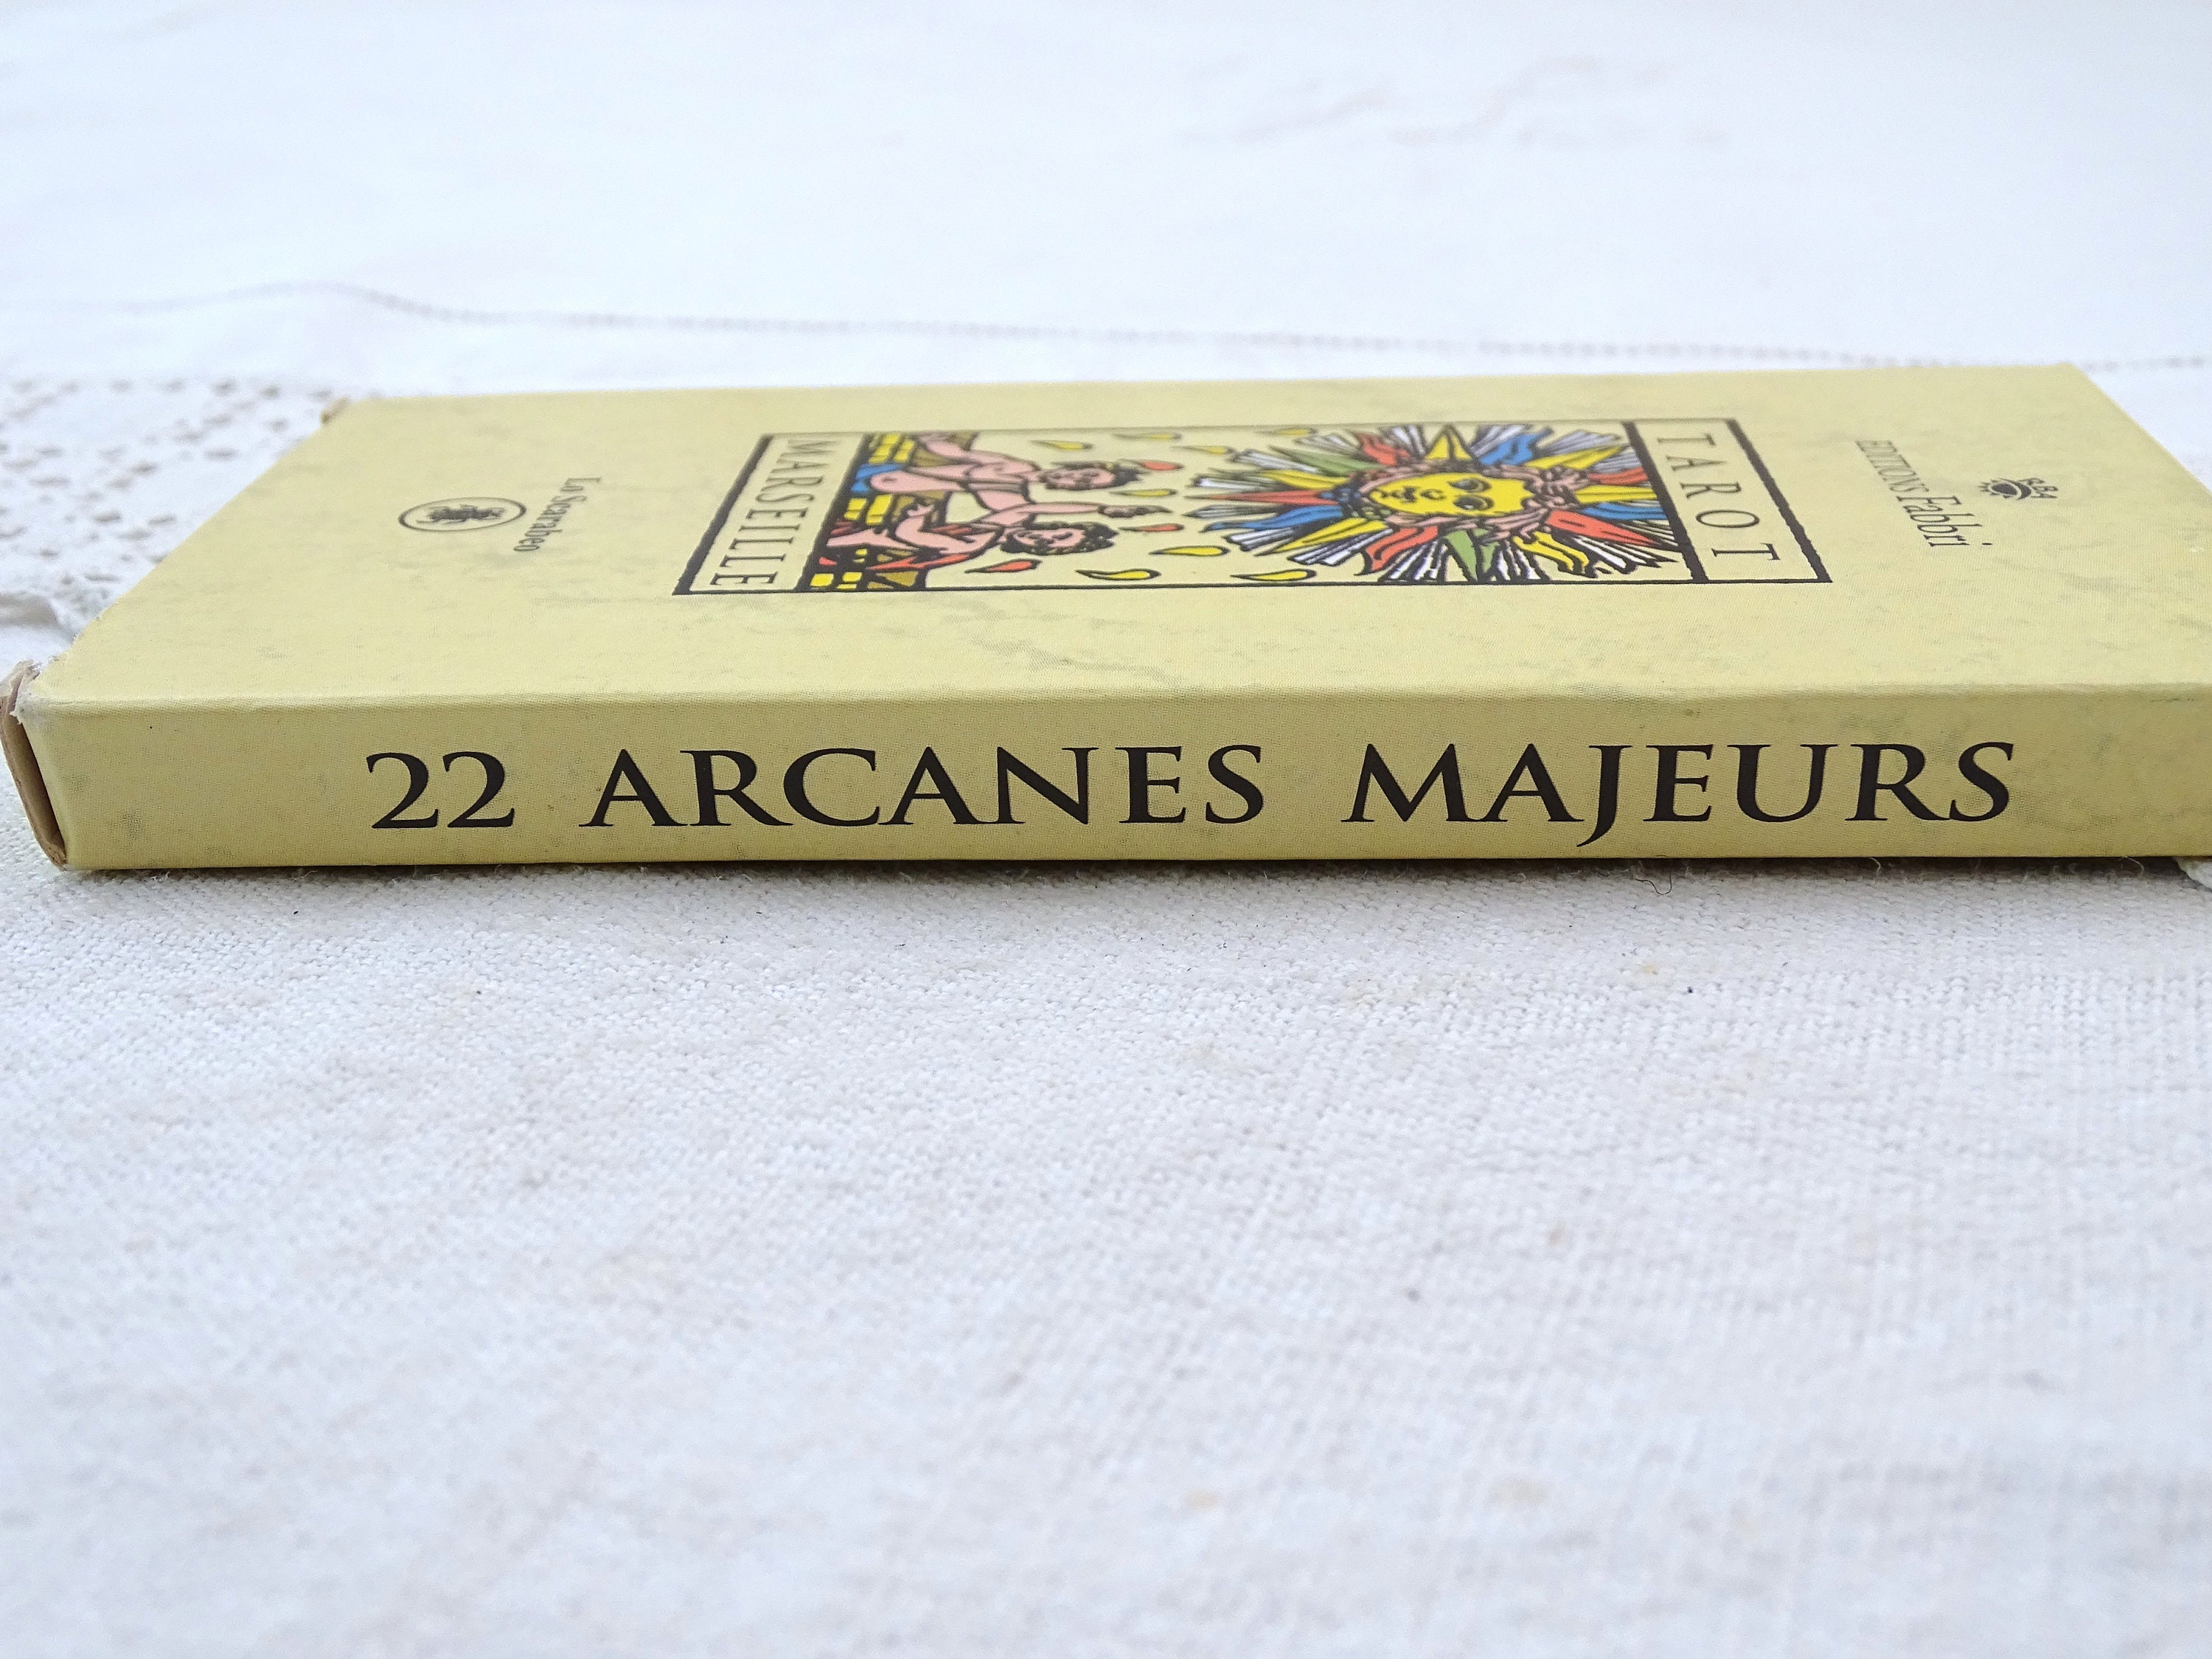 EDITIONS Fabbri
TAROT
MARSEILLE
Lo Scarabeo
22 ARCANES MAJEURS